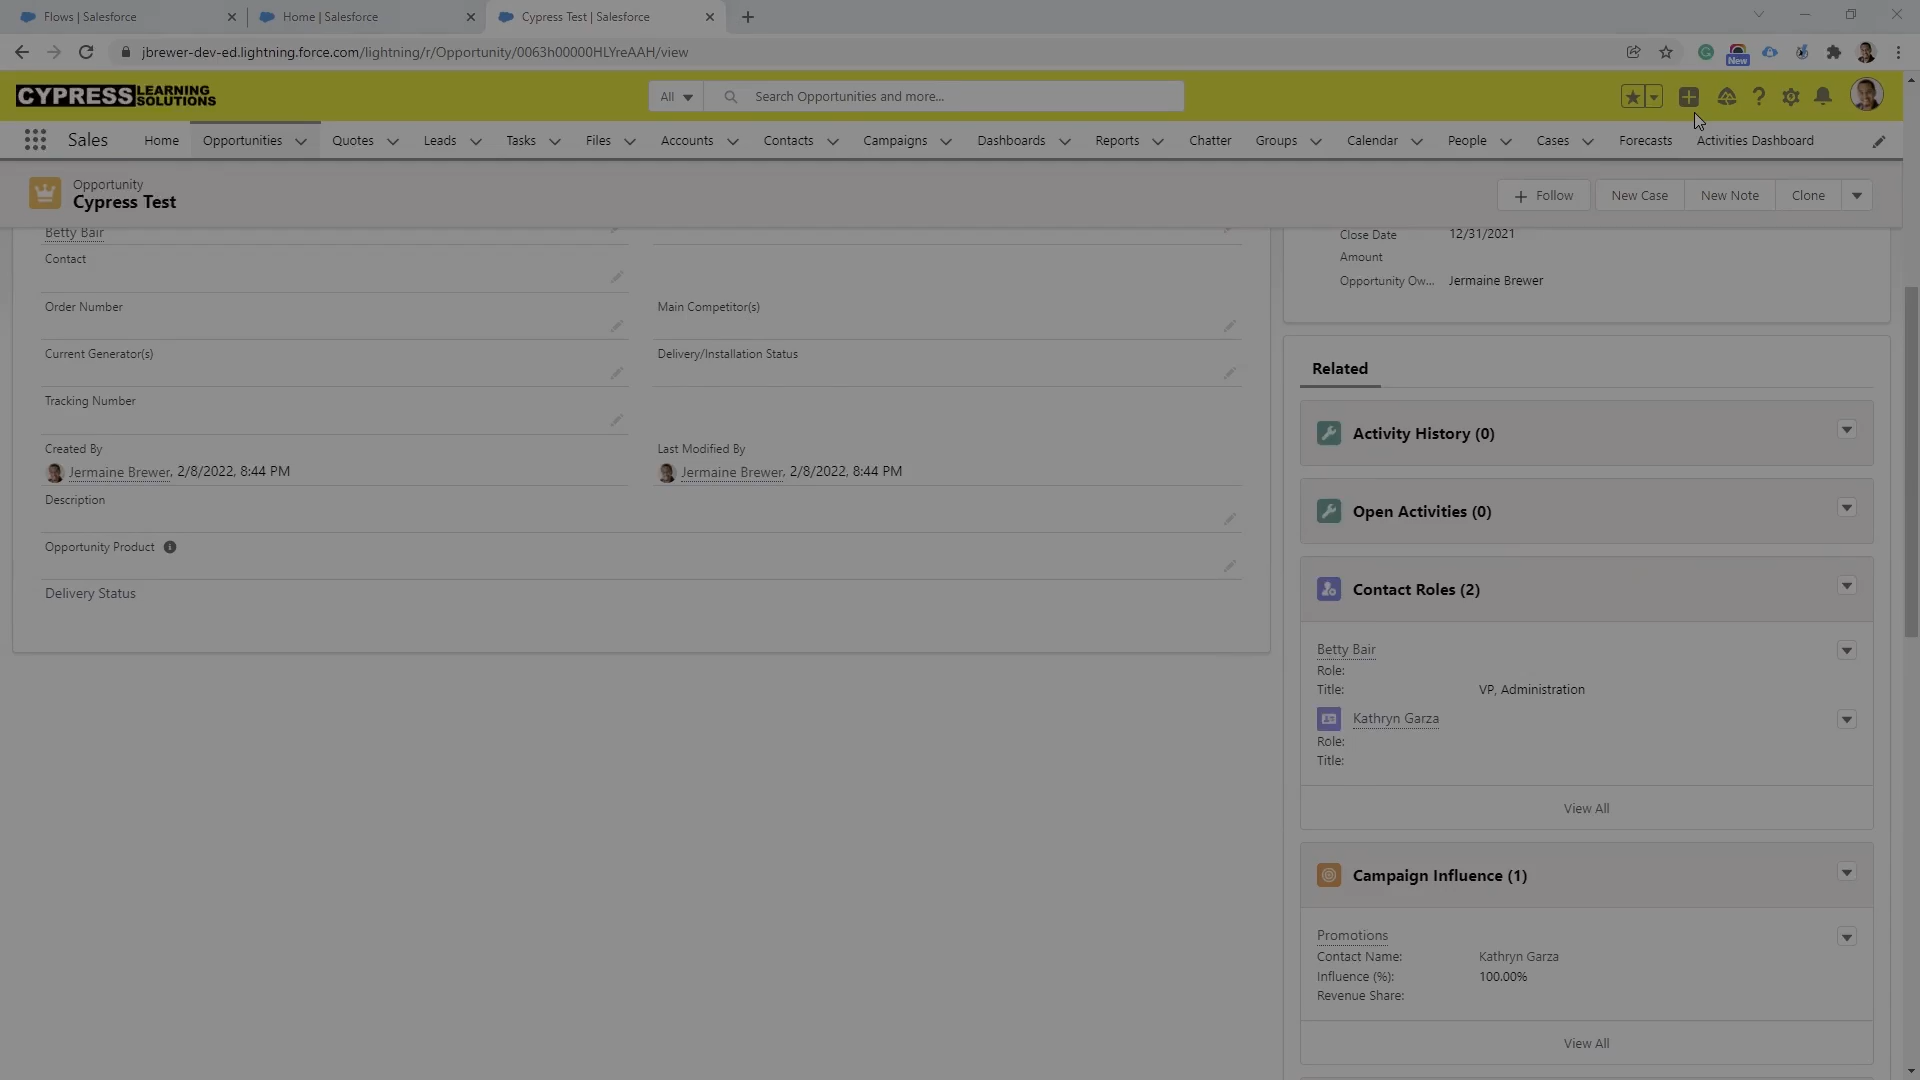 Flows | Salesforce
Home | Salesforce
Cypress Test | Salesforce
jbrewer-dev-ed.lightning.force.com/lightning/r/Opportunity/0063h00000HLYreAAH/view
New
CYPRESS LEARNING SOLUTIONS
All
Search Opportunities and more...
Sales
Home
Opportunities
Quotes
Leads
Tasks
Files
Accounts
Contacts
Campaigns
Dashboards
Reports
Chatter
Groups
Calendar
People
Cases
Forecasts
Activities Dashboard
Opportunity
Cypress Test
Follow
New Case
New Note
Clone
Betty Bair
Contact
Order Number
Main Competitor(s)
Current Generator(s)
Delivery/Installation Status
Tracking Number
Created By
Last Modified By
Jermaine Brewer, 2/8/2022, 8:44 PM
Jermaine Brewer, 2/8/2022, 8:44 PM
Description
Opportunity Product
Delivery Status
Close Date 12/31/2021
Amount
Opportunity Ow... Jermaine Brewer
Related
Activity History (0)
Open Activities (0)
Contact Roles (2)
Betty Bair
Role:
Title: VP, Administration
Kathryn Garza
Role:
Title:
View All
Campaign Influence (1)
Promotions
Contact Name: Kathryn Garza
Influence (%): 100.00%
Revenue Share:
View All